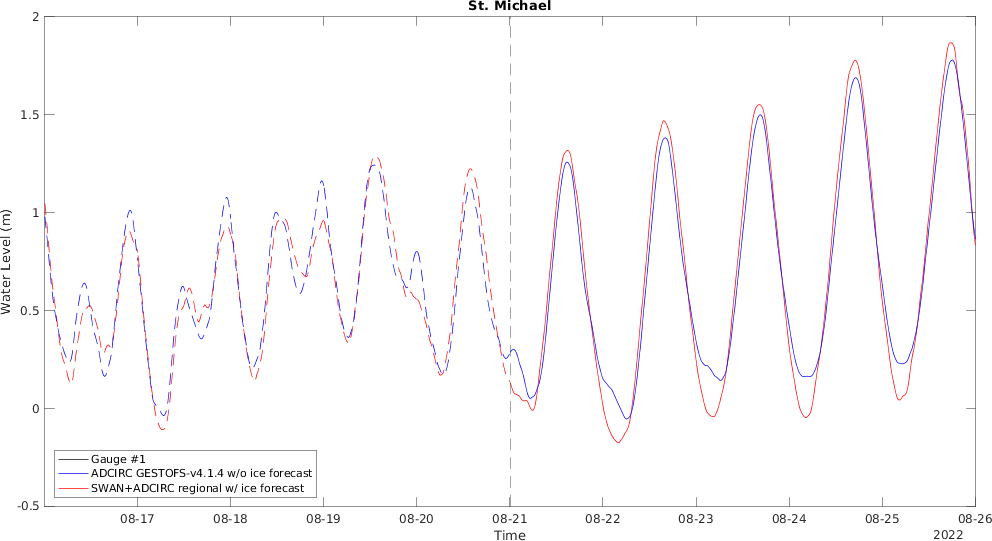 St. Michael
2
1.5
1
0.5
0
-0.5
Water Level (m)
Gauge #1
ADCIRC GESTOFS-v4.1.4 w/o ice forecast
SWAN+ADCIRC regional w/ ice forecast
08-17 08-18 08-19 08-20 08-21 08-22 08-23 08-24 08-25 08-26
Time
2022